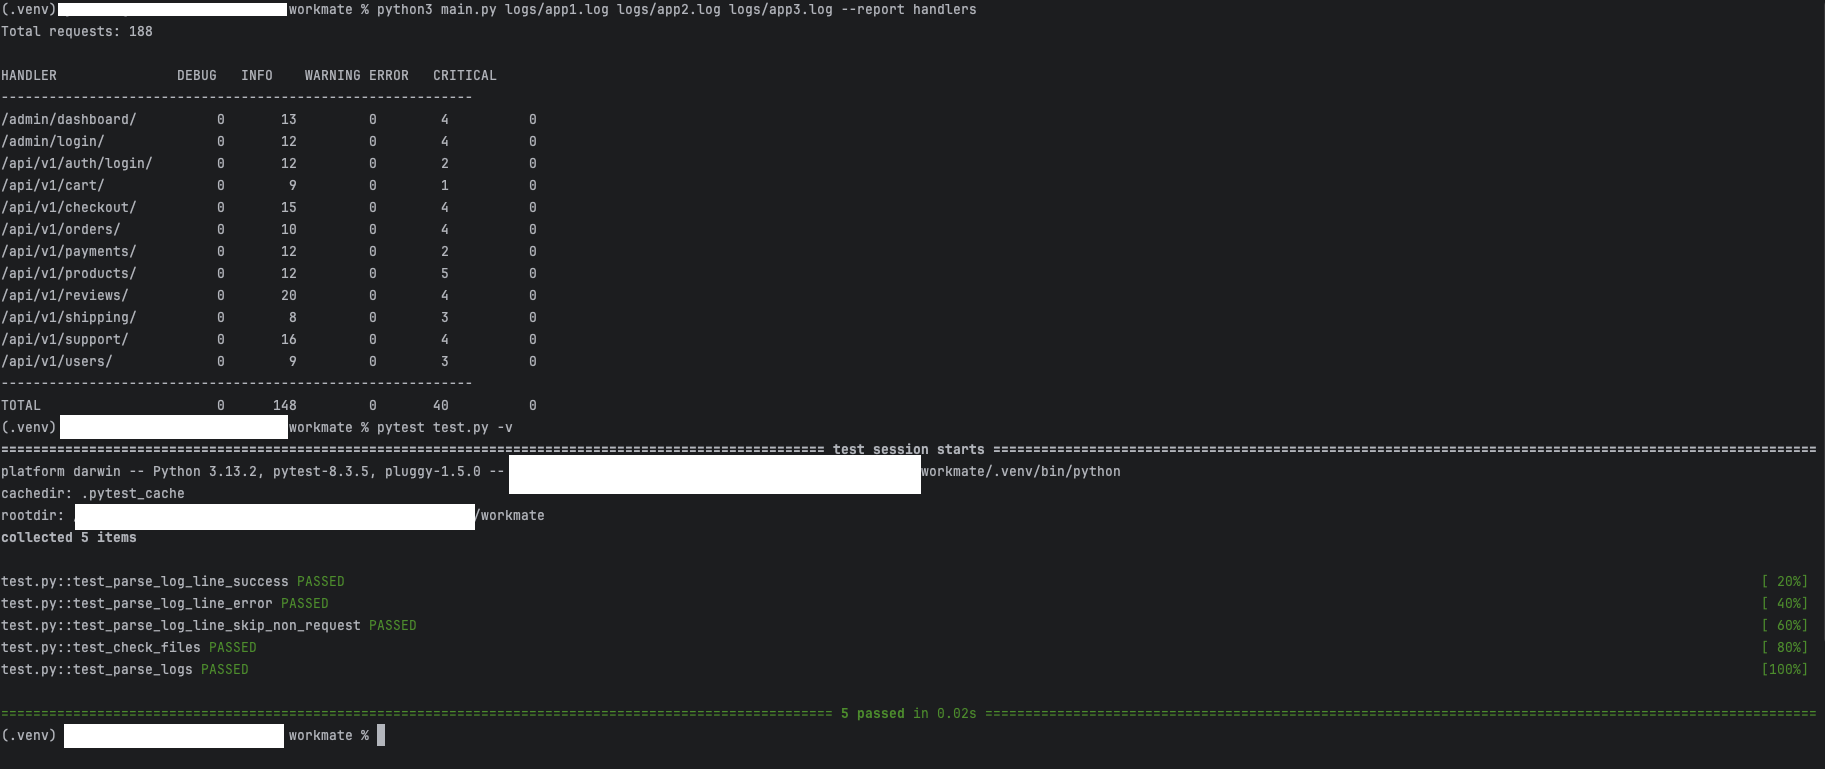 (.venv) workmate % python3 main.py logs/app1.log logs/app2.log logs/app3.log --report handlers
Total requests: 188
HANDLER               DEBUG   INFO    WARNING ERROR   CRITICAL
-----------------------------------------------------------
/admin/dashboard/          0       13         0        4          0
/admin/login/              0       12         0        4          0
/api/v1/auth/login/        0       12         0        2          0
/api/v1/cart/              0        9         0        1          0
/api/v1/checkout/          0       15         0        4          0
/api/v1/orders/            0       10         0        4          0
/api/v1/payments/          0       12         0        2          0
/api/v1/products/          0       12         0        5          0
/api/v1/reviews/           0       20         0        4          0
/api/v1/shipping/          0        8         0        3          0
/api/v1/support/           0       16         0        4          0
/api/v1/users/             0        9         0        3          0
-----------------------------------------------------------
TOTAL                      0      148         0       40          0
(.venv) workmate % pytest test.py -v
======= test session starts =======
platform darwin -- Python 3.13.2, pytest-8.3.5, pluggy-1.5.0 -- workmate/.venv/bin/python
cachedir: .pytest_cache
rootdir: /workmate
collected 5 items
test.py::test_parse_log_line_success PASSED [ 20%]
test.py::test_parse_log_line_error PASSED [ 40%]
test.py::test_parse_log_line_skip_non_request PASSED [ 60%]
test.py::test_check_files PASSED [ 80%]
test.py::test_parse_logs PASSED [100%]
======= 5 passed in 0.02s =======
(.venv) workmate %